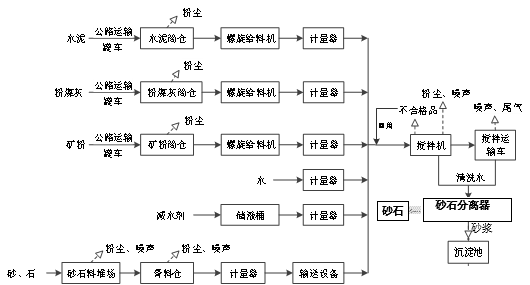 粉尘
水泥 公路运输 罐车 水泥筒仓 螺旋给料机 计量器
粉尘
粉煤灰 公路运输 罐车 粉煤灰筒仓 螺旋给料机 计量器
粉尘、噪声
噪声、尾气
不合格品
回用
粉尘
矿粉 公路运输 罐车 矿粉筒仓 螺旋给料机 计量器 搅拌机 搅拌运输车
水 计量器
清洗水
减水剂 储液桶 计量器 砂石 砂石分离器
砂浆
粉尘、噪声 粉尘、噪声
沉淀池
砂、石 砂石料堆场 骨料仓 计量器 输送设备